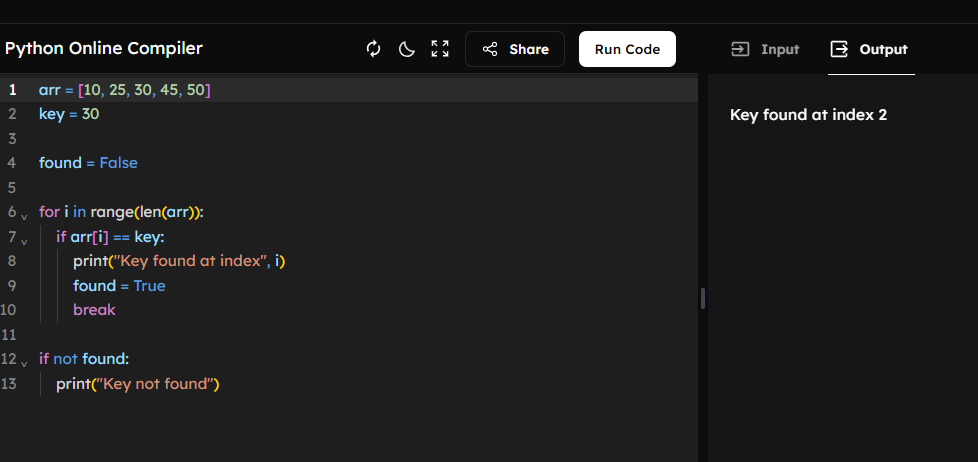 Python Online Compiler
Share
Run Code
Input
Output
1 arr = [10, 25, 30, 45, 50]
2 key = 30
3
4 found = False
5
6 for i in range(len(arr)):
7 if arr[i] == key:
8 print("Key found at index", i)
9 found = True
10 break
11
12 if not found:
13 print("Key not found")
Key found at index 2